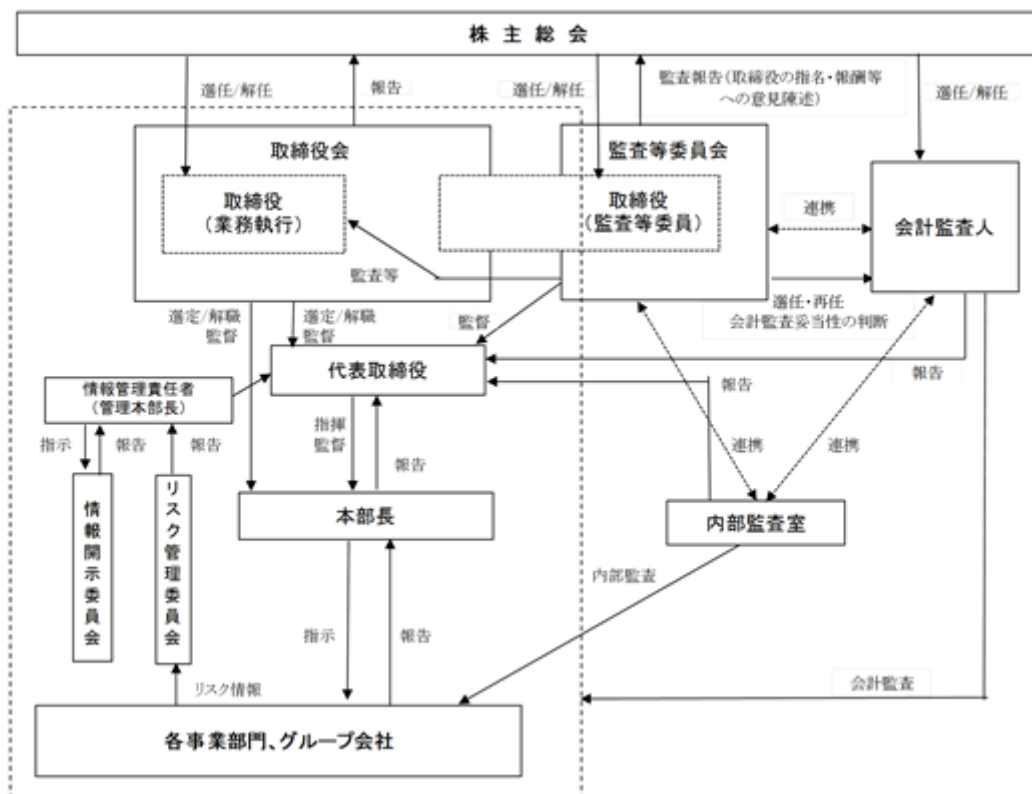 株主総会
選任/解任
報告
選任/解任
監査報告(取締役の指名・報酬等
への意見陳述)
選任/解任
取締役会
監査等委員会
取締役
(業務執行)
取締役
(監査等委員)
連携
会計監査人
監査等
選定/解職
監督
選定/解職
監督
監督
選任・再任
会計監査妥当性の判断
代表取締役
報告
報告
情報管理責任者
(管理本部長)
指示
報告
報告
指揮
監督
報告
連携
連携
情報開示委員会
リスク管理委員会
本部長
内部監査室
内部監査
指示
報告
リスク情報
会計監査
各事業部門、グループ会社